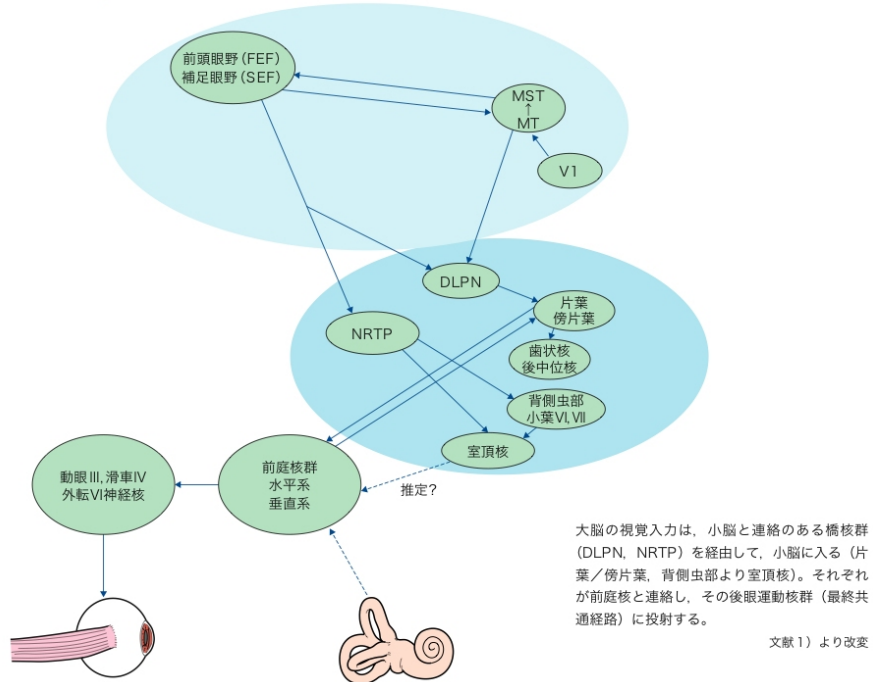 前頭眼野（FEF）
補足眼野（SEF）
MST
↑
MT
V1
DLPN
片葉
傍片葉
NRTP
歯状核
後中位核
背側虫部
小葉Ⅵ, Ⅶ
室頂核
動眼Ⅲ, 滑車Ⅳ
外転Ⅵ神経核
前庭核群
水平系
垂直系
推定?
大脳の視覚入力は，小脳と連絡のある橋核群
（DLPN，NRTP）を経由して，小脳に入る（片
葉／傍片葉，背側虫部より室頂核）。それぞれ
が前庭核と連絡し，その後眼運動核群（最終共
通経路）に投射する。
文献1）より改変